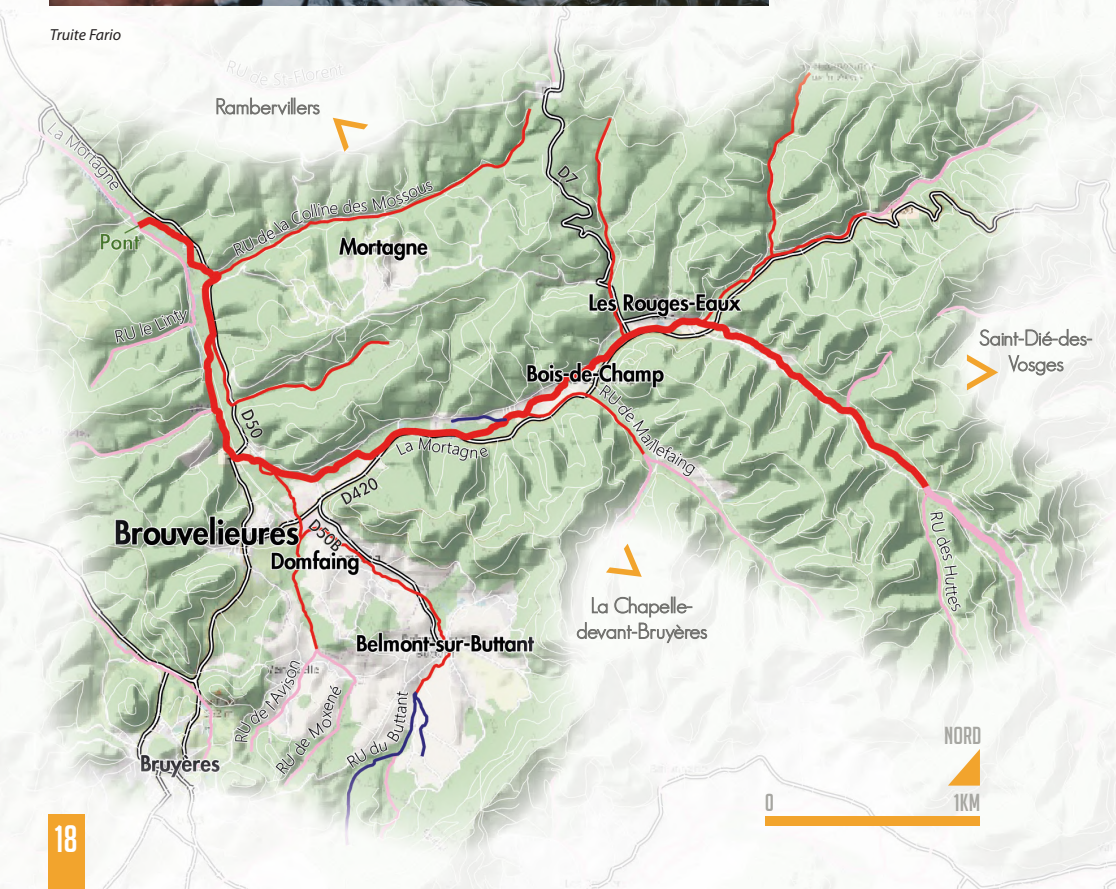 Truite Fario
RU de St-Florent
Rambervillers
La Mortagne
D7
RU de la Colline des Mossous
Pont
Mortagne
Les Rouges-Eaux
RU le Linty
Saint-Dié-des-
Vosges
Bois-de-Champ
RU de Maillefaing
D50
La Mortagne
D420
RU des Huttes
Brouvelieures
D50B
Domfaing
La Chapelle-
devant-Bruyères
Belmont-sur-Buttant
RU de l'Avison
RU de Moxené
RU du Buttant
Bruyères
NORD
0
1KM
18